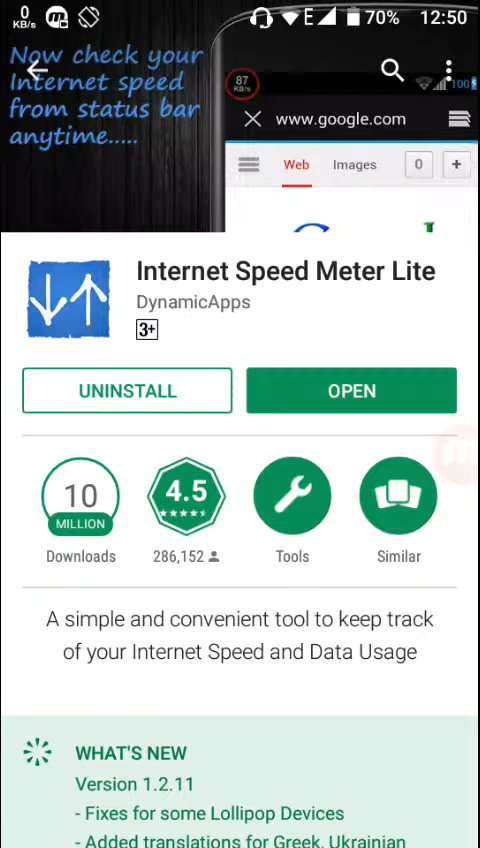 0
KB/s
E
70%
12:50
Now check your
Internet speed
from status bar
anytime.....
87
KB/s
100
www.google.com
Web
Images
0
+
Internet Speed Meter Lite
DynamicApps
3+
UNINSTALL
OPEN
10
MILLION
4.5
Downloads
286,152
Tools
Similar
A simple and convenient tool to keep track
of your Internet Speed and Data Usage
WHAT'S NEW
Version 1.2.11
- Fixes for some Lollipop Devices
- Added translations for Greek, Ukrainian